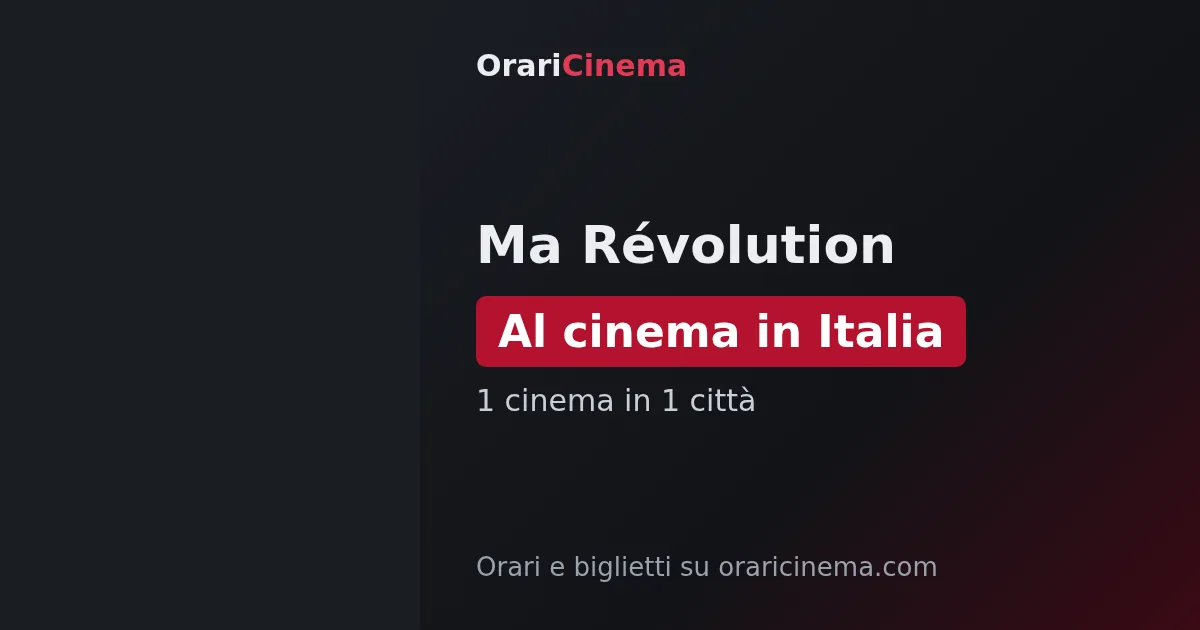 OrariCinema
Ma Révolution
Al cinema in Italia
1 cinema in 1 città
Orari e biglietti su oraricinema.com